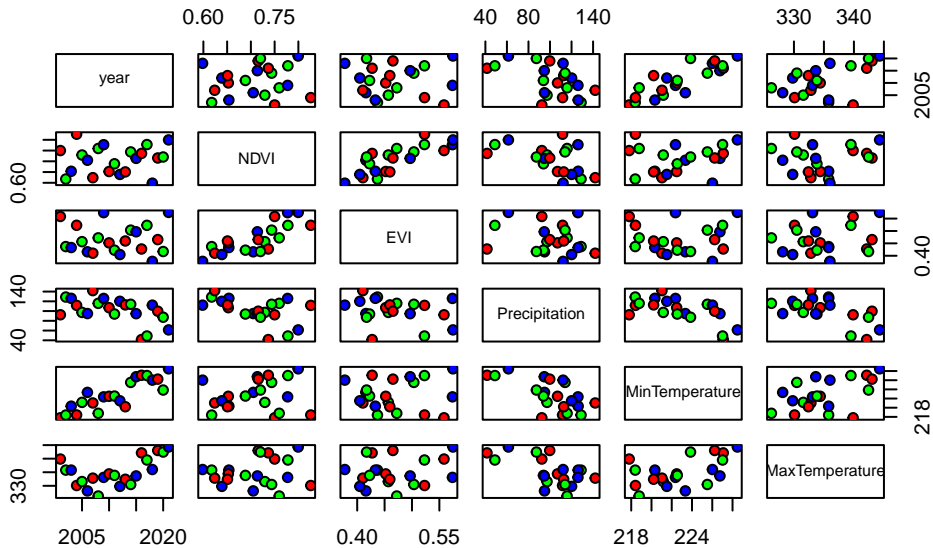 0.60 0.75 40 80 140 330 340
year
2005
NDVI
0.60
EVI
0.40
Precipitation
40 140
MinTemperature
218
MaxTemperature
330
2005 2020 0.40 0.55 218 224